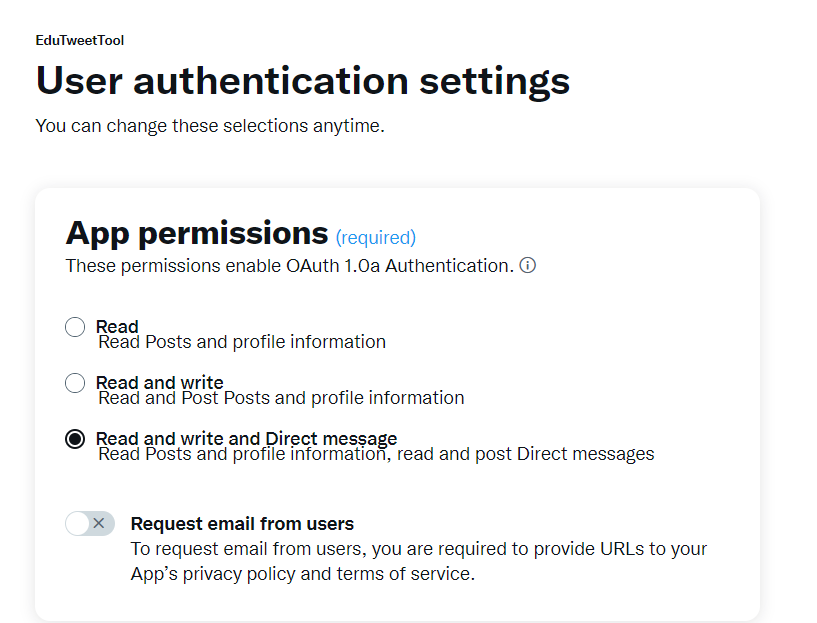 EduTweetTool
User authentication settings
You can change these selections anytime.
App permissions (required)
These permissions enable OAuth 1.0a Authentication.
Read
Read Posts and profile information
Read and write
Read and Post Posts and profile information
Read and write and Direct message
Read Posts and profile information, read and post Direct messages
Request email from users
To request email from users, you are required to provide URLs to your
App’s privacy policy and terms of service.